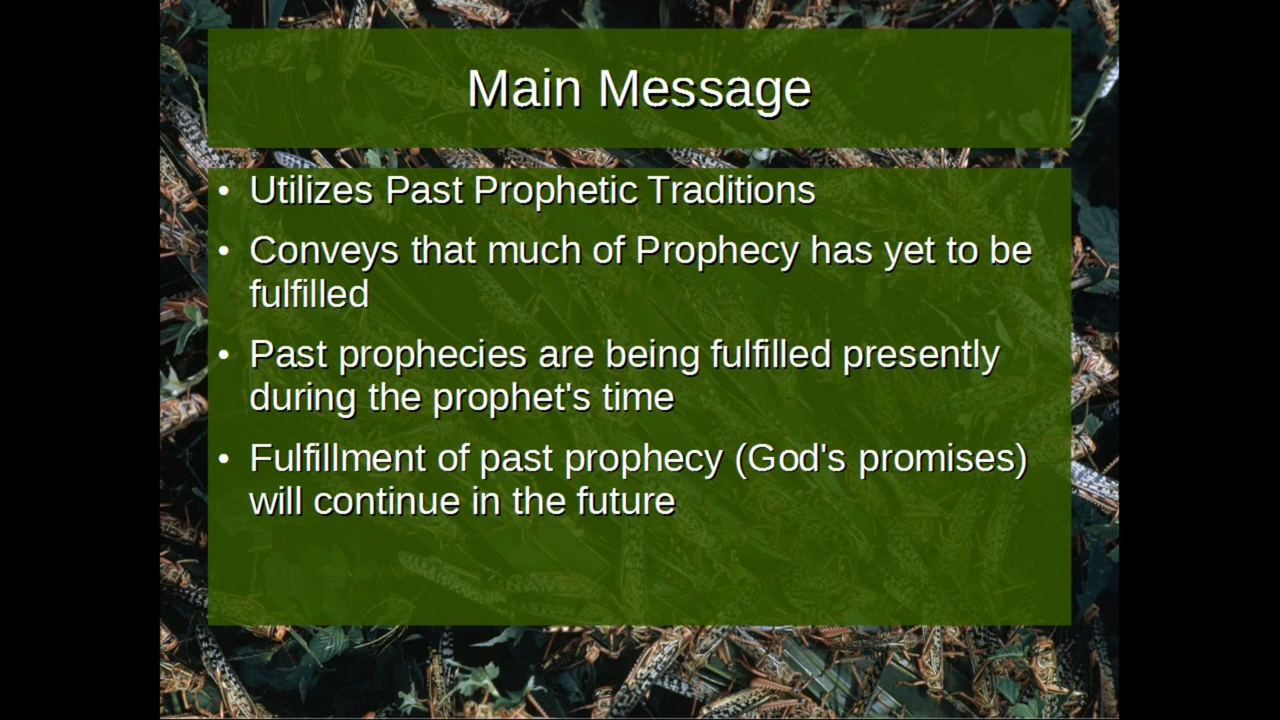 Main Message
• Utilizes Past Prophetic Traditions
• Conveys that much of Prophecy has yet to be
fulfilled
• Past prophecies are being fulfilled presently
during the prophet's time
• Fulfillment of past prophecy (God's promises)
will continue in the future